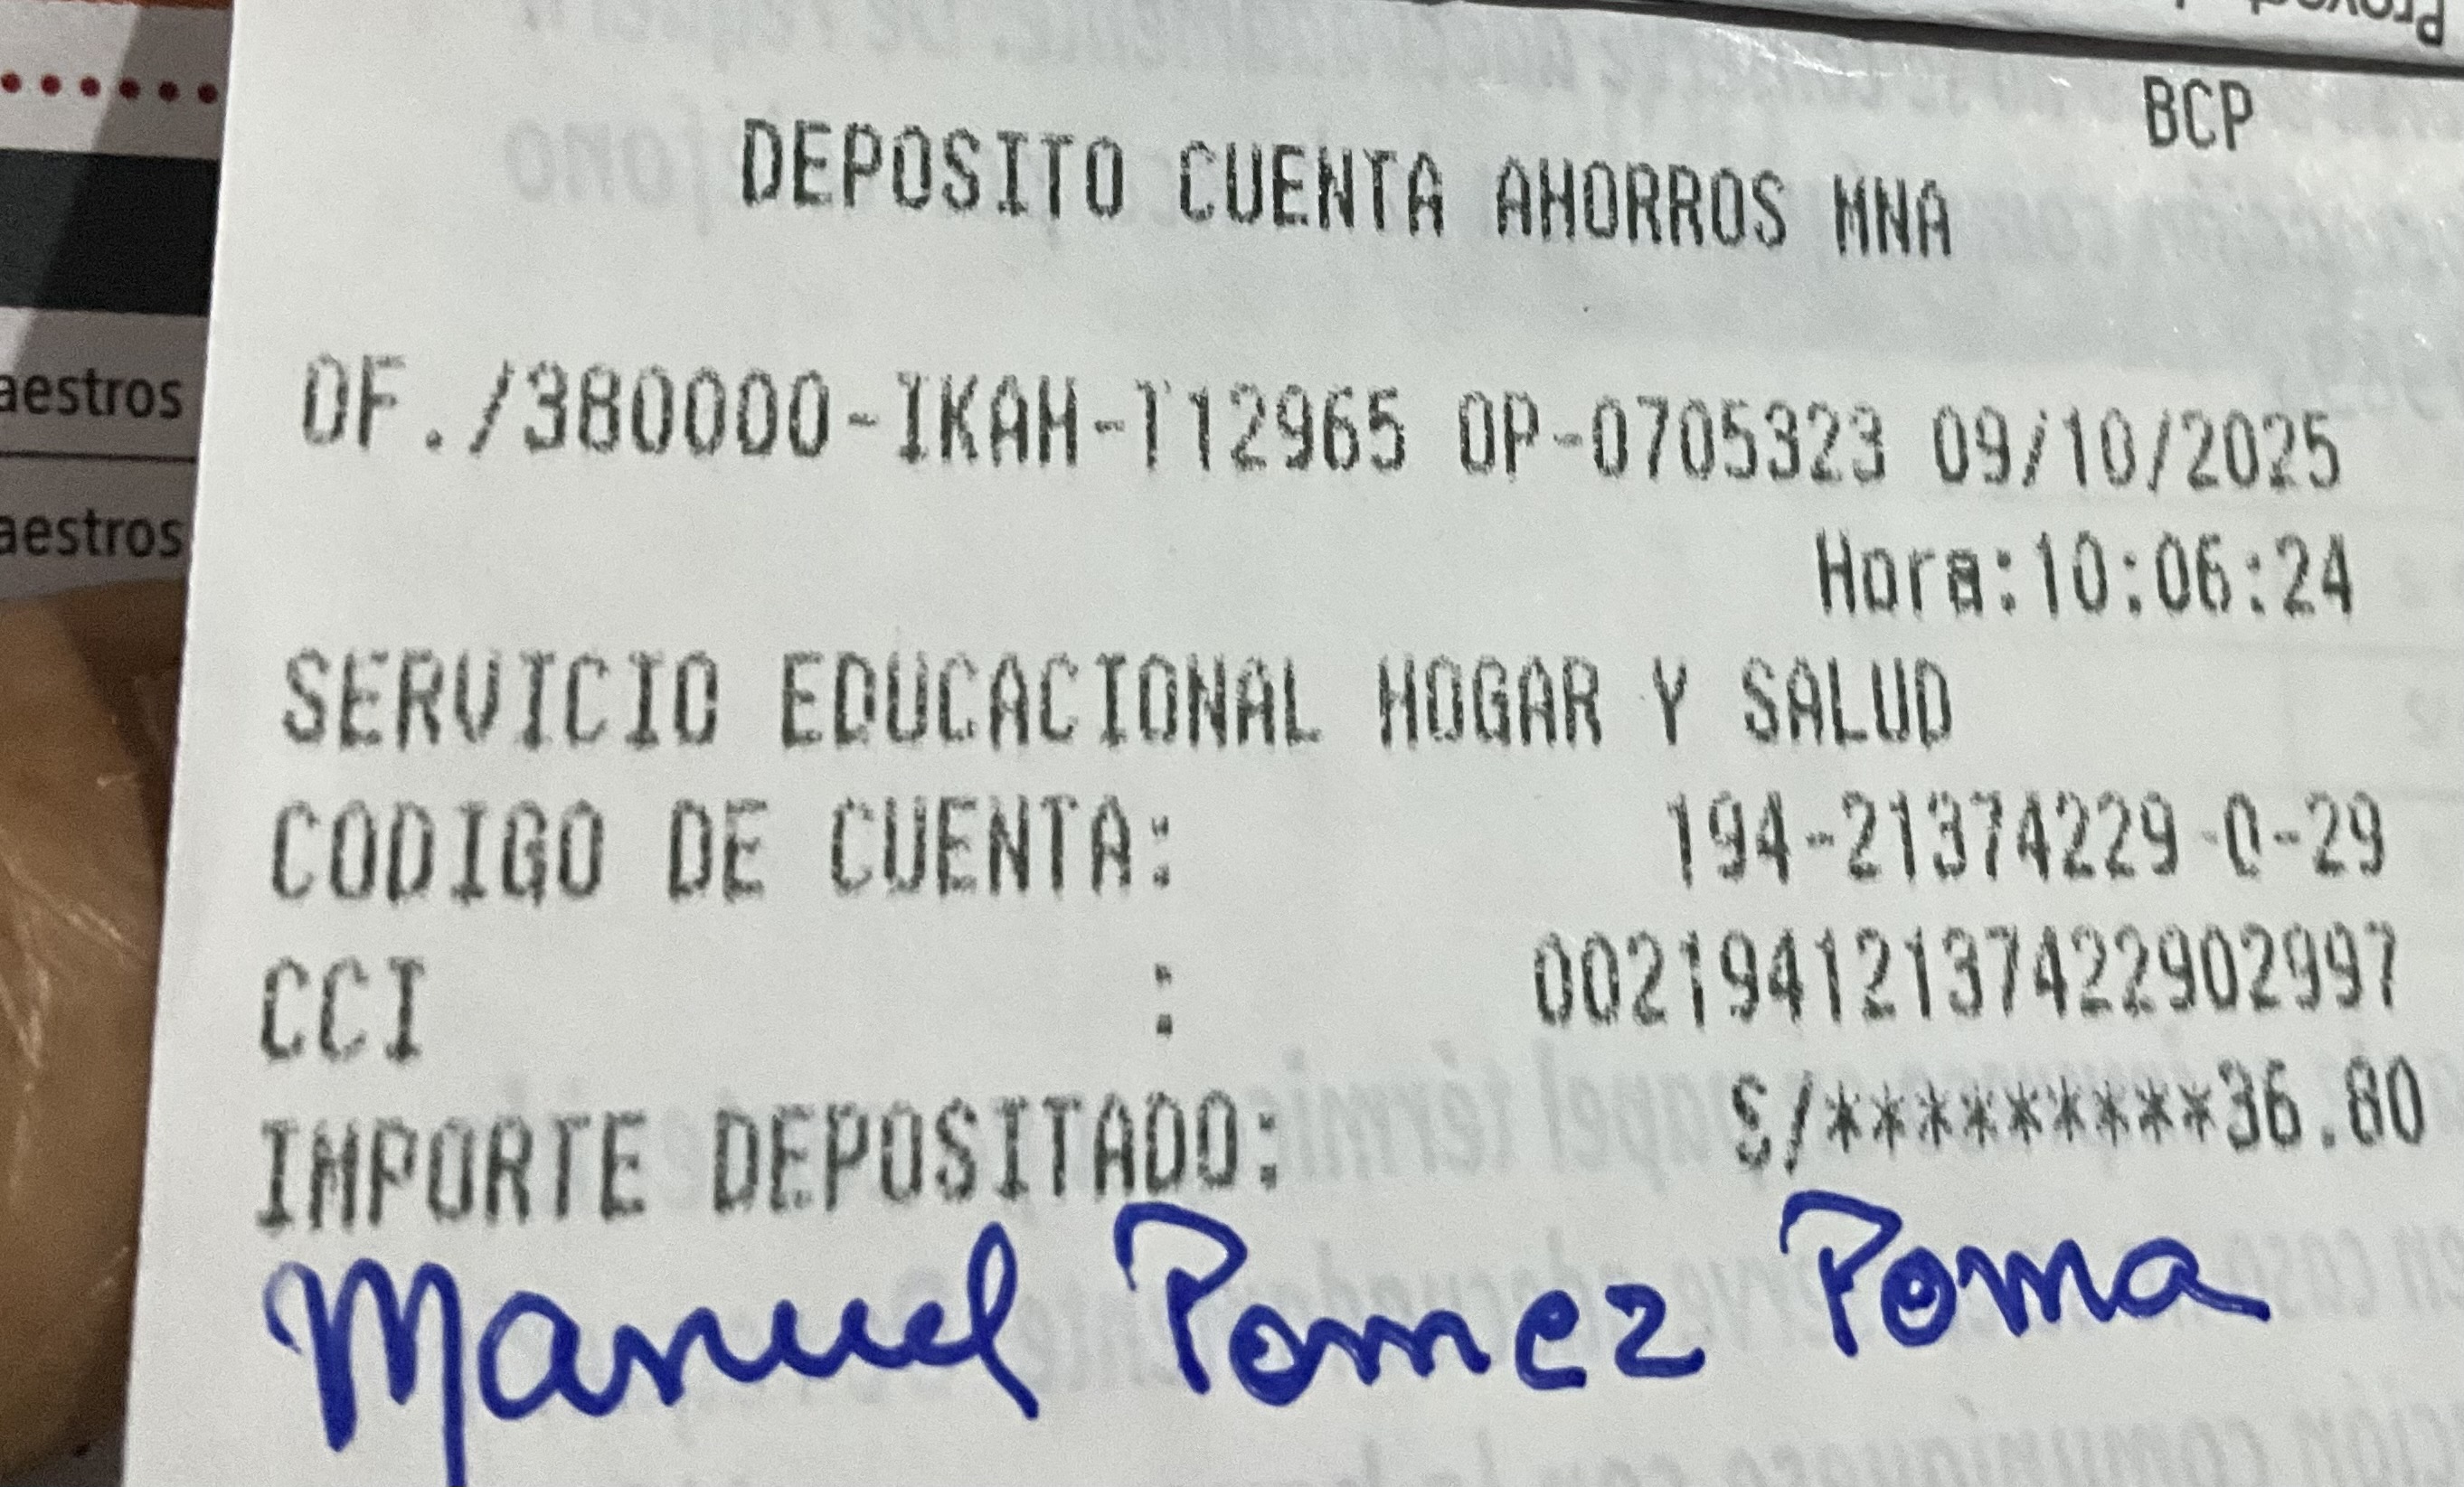 BCP
DEPOSITO CUENTA AHORROS MNA
OF./380000-IKAH-T12965 OP-0705323 09/10/2025
Hora:10:06:24
SERVICIO EDUCACIONAL HOGAR Y SALUD
CODIGO DE CUENTA: 194-21374229-0-29
CCI : 00219412137422902997
IMPORTE DEPOSITADO: S/*********36.80
Manuel Pomez Poma
aestros
aestros